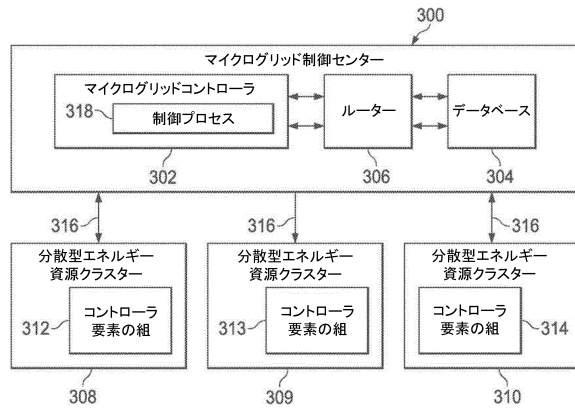 300
マイクログリッド制御センター
マイクログリッドコントローラ
318
制御プロセス
ルーター
データベース
302
306
304
316
316
316
分散型エネルギー
資源クラスター
分散型エネルギー
資源クラスター
分散型エネルギー
資源クラスター
312
コントローラ
要素の組
313
コントローラ
要素の組
コントローラ
要素の組
314
308
309
310